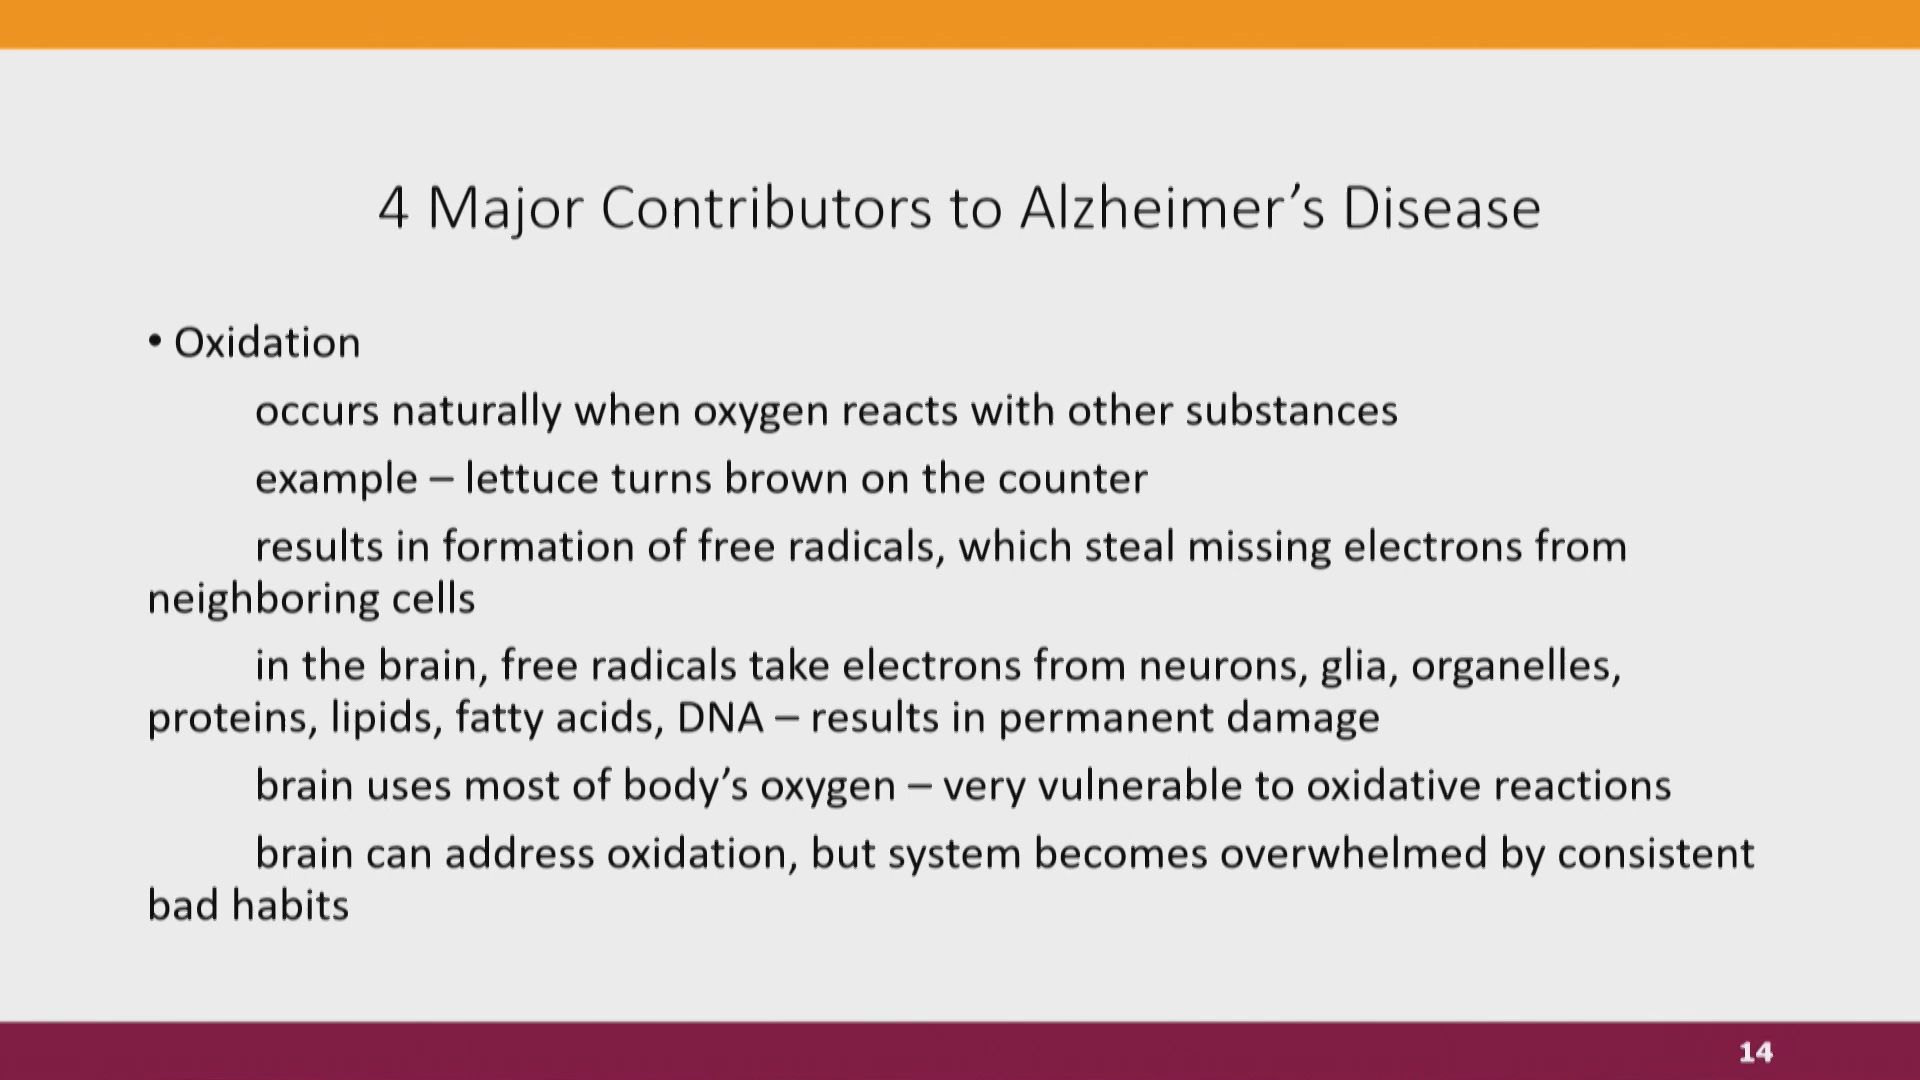 4 Major Contributors to Alzheimer’s Disease
• Oxidation
occurs naturally when oxygen reacts with other substances
example – lettuce turns brown on the counter
results in formation of free radicals, which steal missing electrons from
neighboring cells
in the brain, free radicals take electrons from neurons, glia, organelles,
proteins, lipids, fatty acids, DNA – results in permanent damage
brain uses most of body’s oxygen – very vulnerable to oxidative reactions
brain can address oxidation, but system becomes overwhelmed by consistent
bad habits
14